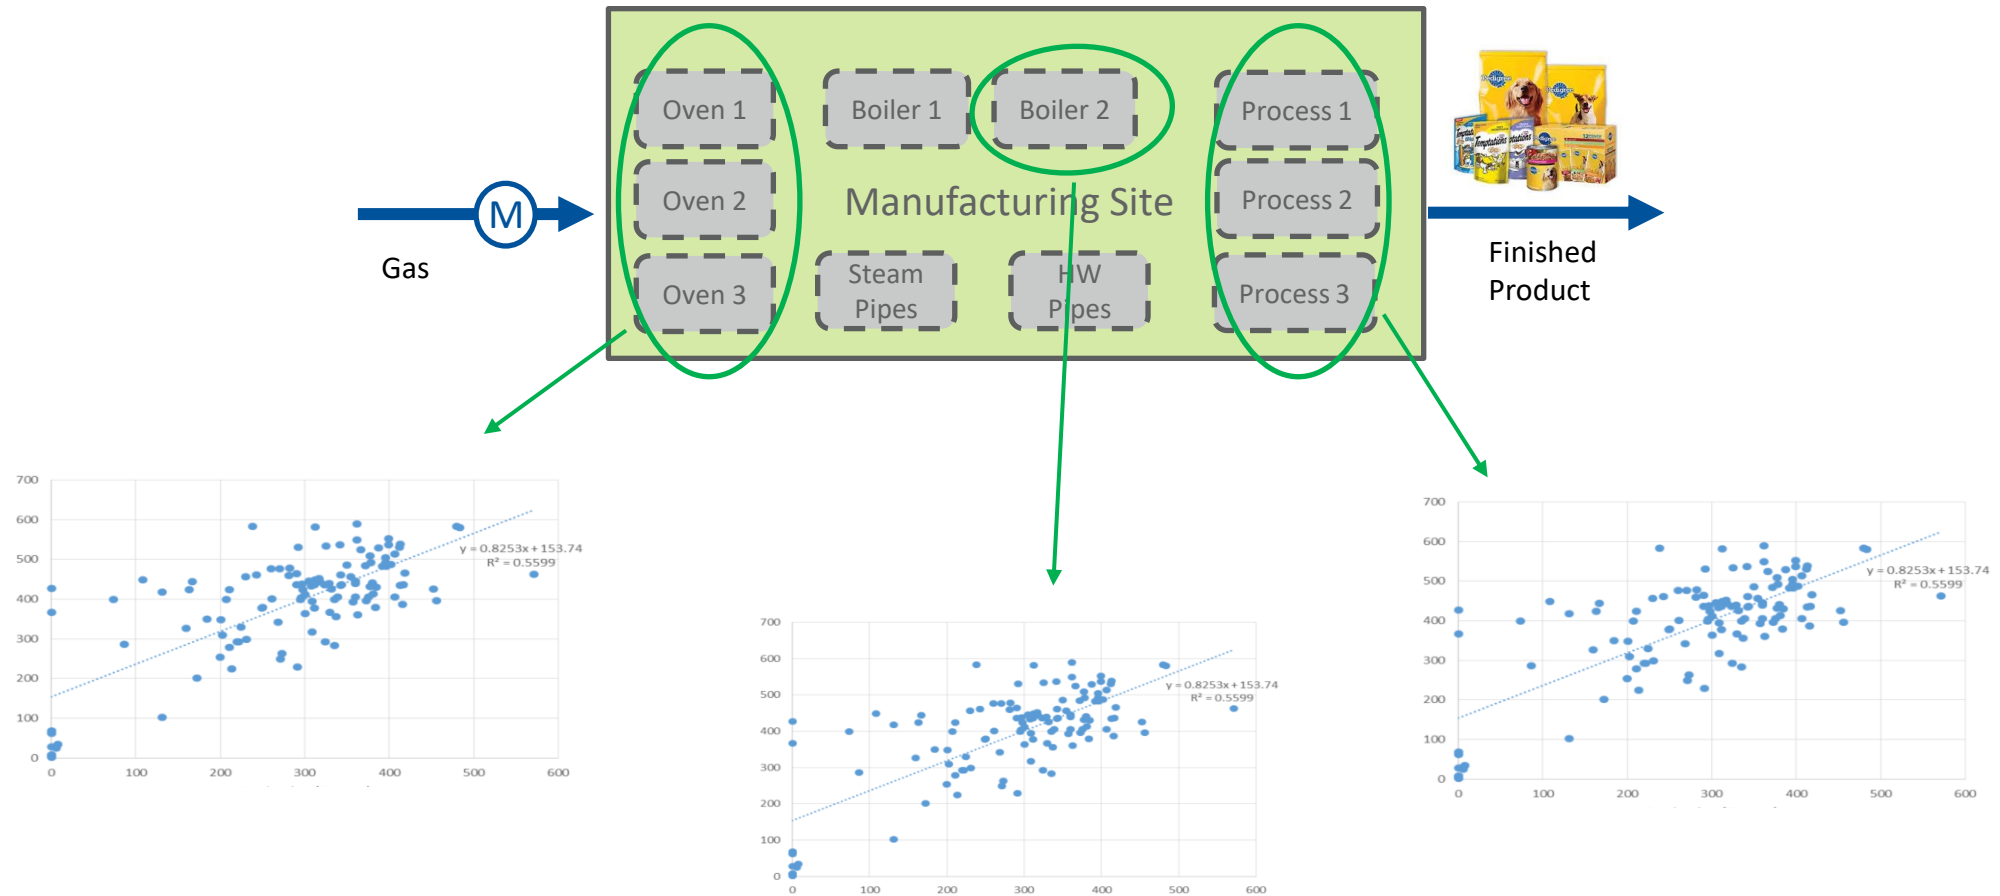 Oven 1
Boiler 1
Boiler 2
Process 1
Oven 2
Manufacturing Site
Process 2
M
Gas
Oven 3
Steam
Pipes
HW
Pipes
Process 3
Finished
Product
Pedigree
Pedigree
Temptations
700
600
500
400
300
200
100
0
0
100
200
300
400
500
600
y = 0.8253x + 153.74
R² = 0.5599
700
600
500
400
300
200
100
0
0
100
200
300
400
500
600
y = 0.8253x + 153.74
R² = 0.5599
700
600
500
400
300
200
100
0
0
100
200
300
400
500
600
y = 0.8253x + 153.74
R² = 0.5599